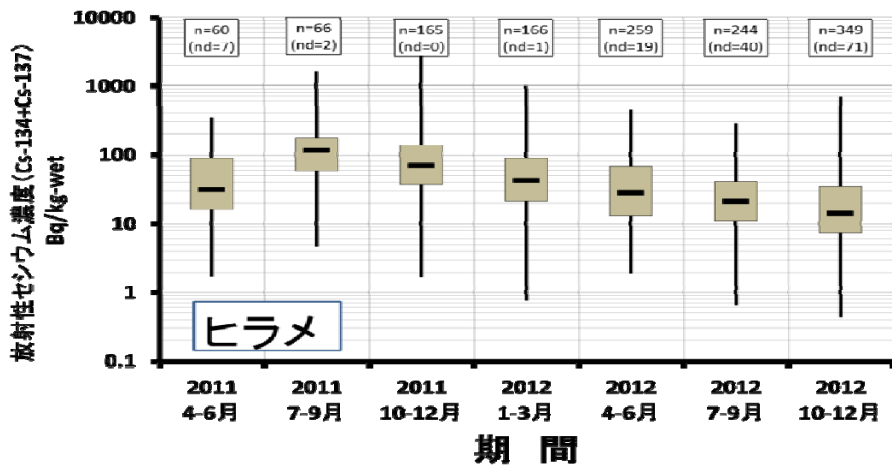 放射性セシウム濃度(Cs-134+Cs-137)
Bq/kg-wet
10000
1000
100
10
1
0.1
n=60
(nd=7)
n=66
(nd=2)
n=165
(nd=0)
n=166
(nd=1)
n=259
(nd=19)
n=244
(nd=40)
n=349
(nd=71)
ヒラメ
2011
4-6月
2011
7-9月
2011
10-12月
2012
1-3月
2012
4-6月
2012
7-9月
2012
10-12月
期 間